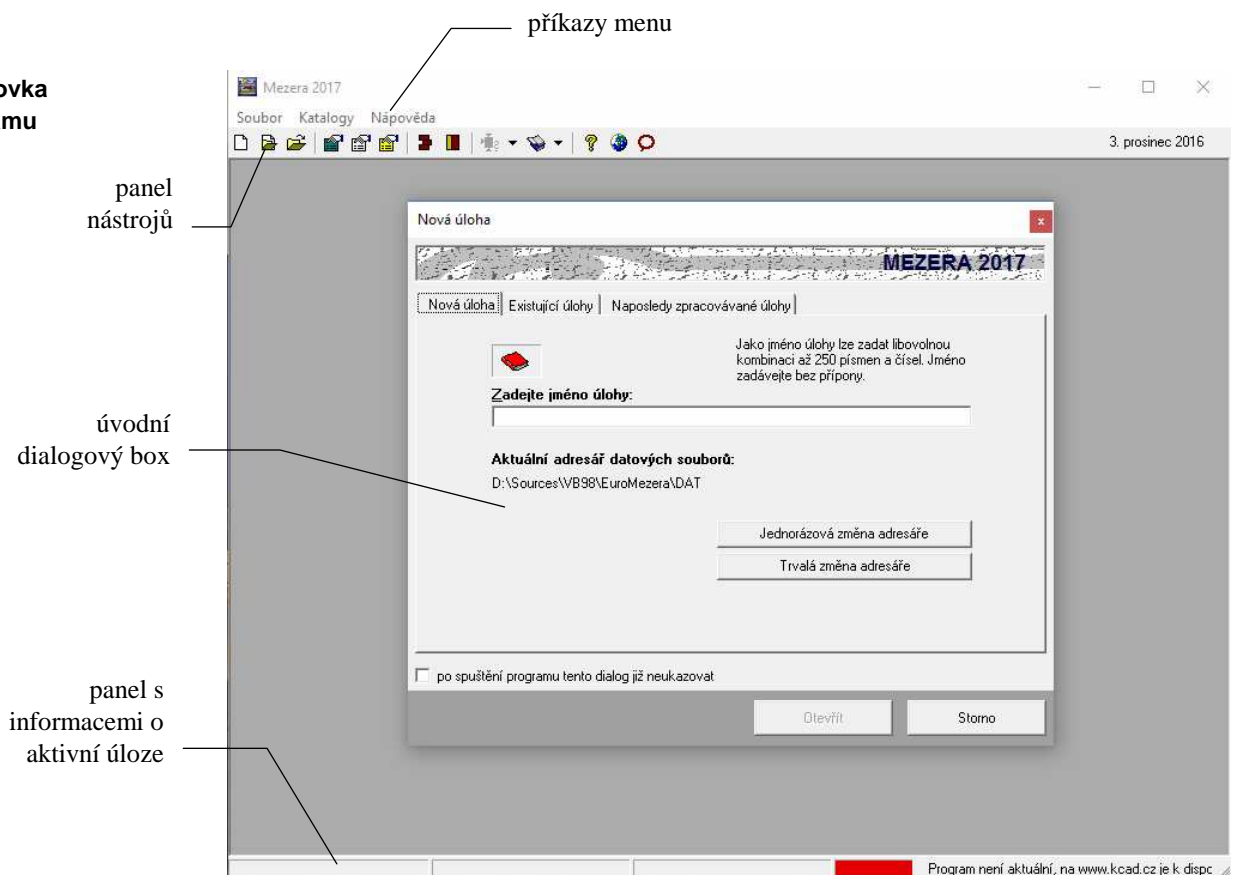 příkazy menu
ovka
mu
Mezera 2017
Soubor Katalogy Nápověda
3. prosinec 2016
panel
nástrojů
Nová úloha
MEZERA 2017
Nová úloha Existující úlohy Naposledy zpracovávané úlohy
Jako jméno úlohy lze zadat libovolnou
kombinaci až 250 písmen a čísel. Jméno
zadávejte bez přípony.
Zadejte jméno úlohy:
úvodní
dialogový box
Aktuální adresář datových souborů:
D:\Sources\VB98\EuroMezera\DAT
Jednorázová změna adresáře
Trvalá změna adresáře
po spuštění programu tento dialog již neukazovat
Otevřít Storno
panel s
informacemi o
aktivní úloze
Program není aktuální, na www.kcad.cz je k dispc